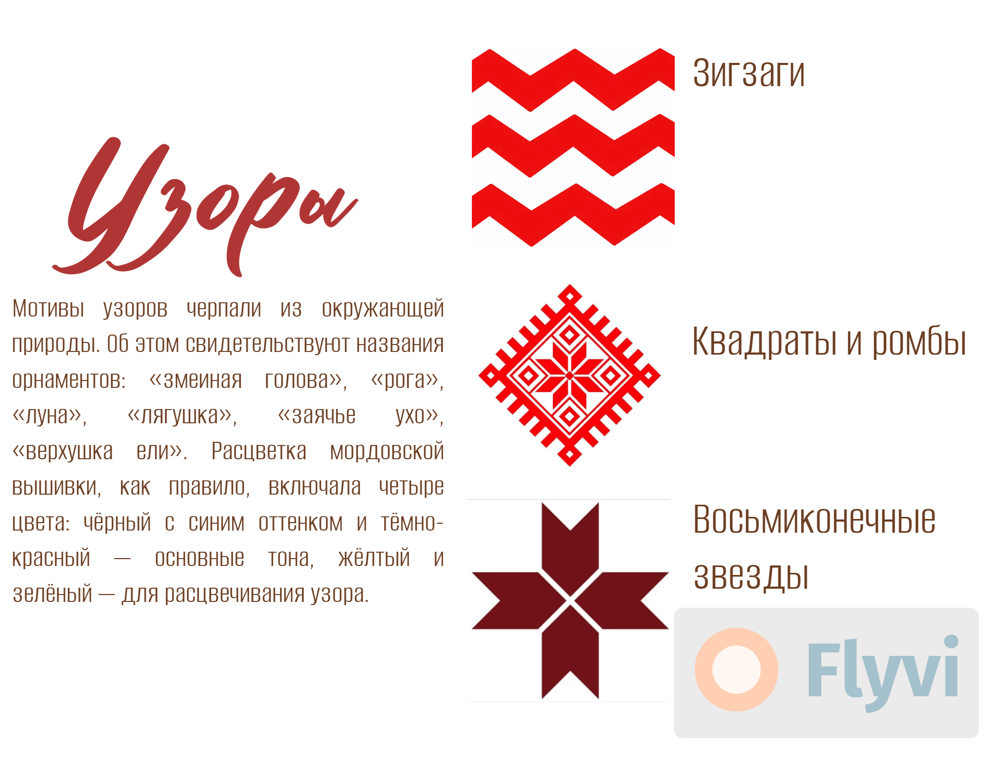 Узора
Мотивы узоров черпали из окружающей
природы. Об этом свидетельствуют названия
орнаментов: «змеиная голова», «рога»,
«луна», «лягушка», «заячье ухо»,
«верхушка ели». Расцветка мордовской
вышивки, как правило, включала четыре
цвета: чёрный с синим оттенком и тёмно-
красный — основные тона, жёлтый и
зелёный — для расцвечивания узора.
Зигзаги
Квадраты и ромбы
Восьмиконечные
звезды
Flyvi